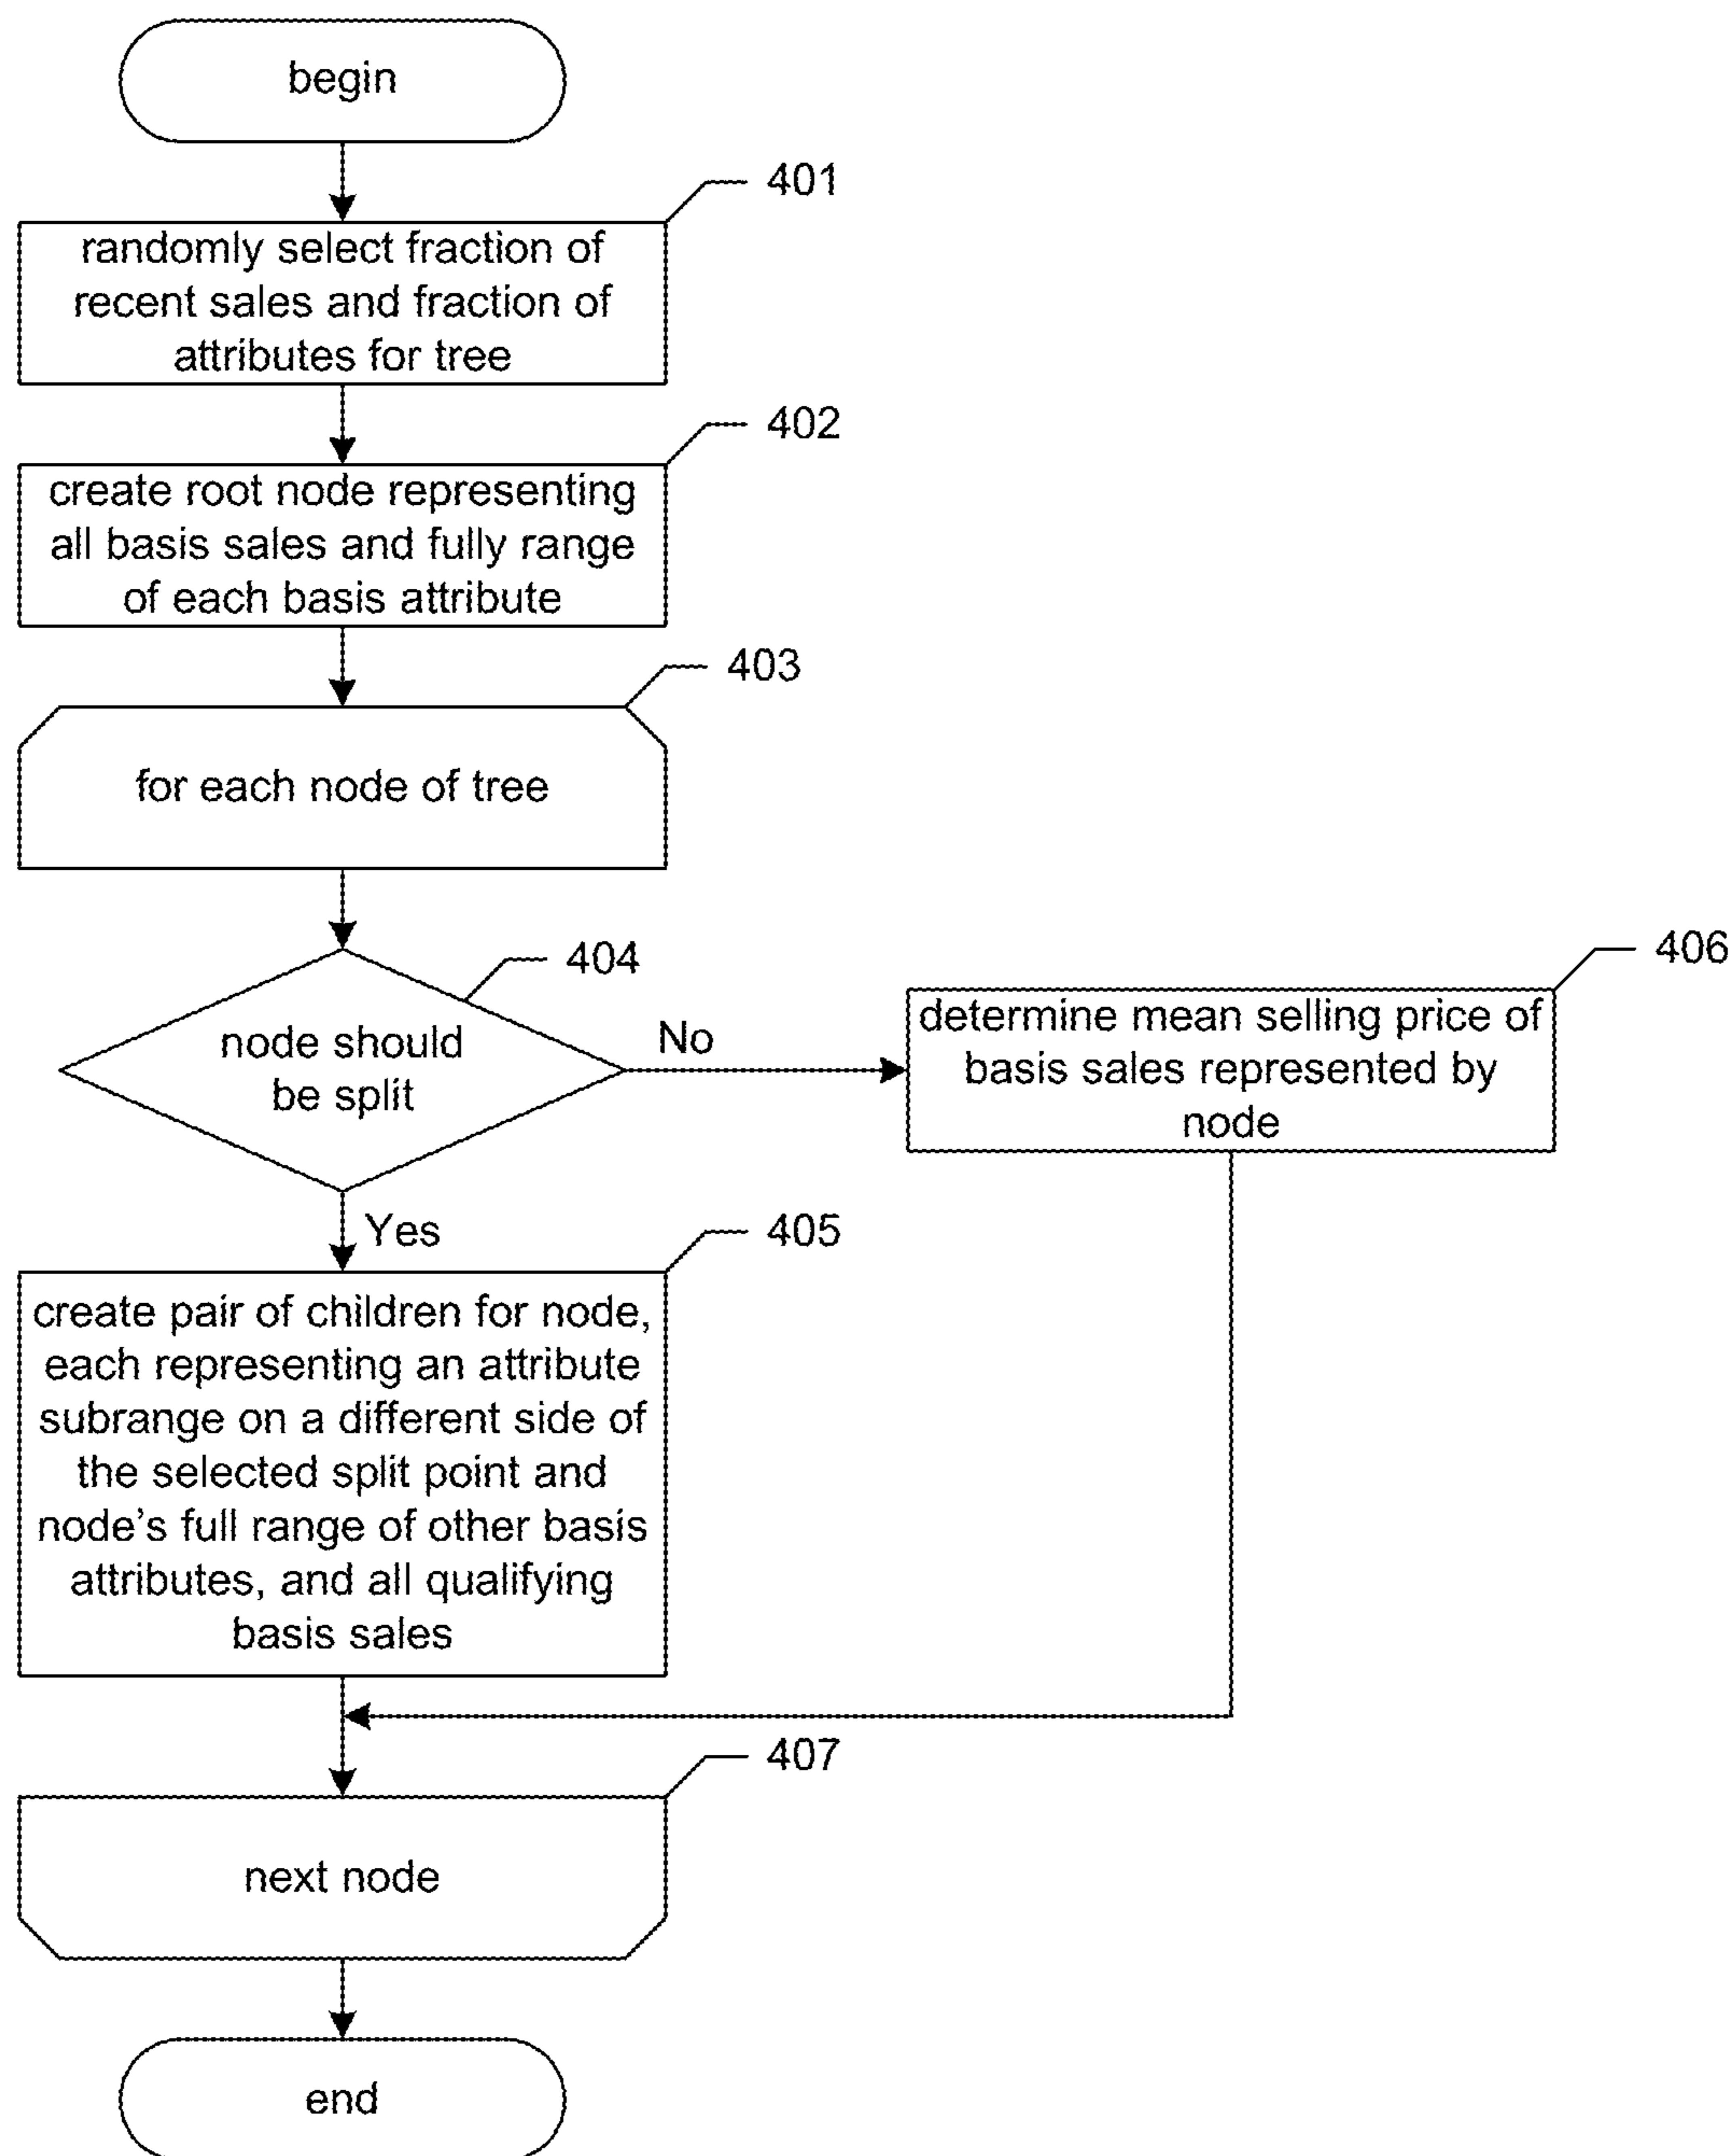 begin
401
randomly select fraction of
recent sales and fraction of
attributes for tree
402
create root node representing
all basis sales and fully range
of each basis attribute
403
for each node of tree
404
node should
be split
No
406
determine mean selling price of
basis sales represented by
node
Yes
405
create pair of children for node,
each representing an attribute
subrange on a different side of
the selected split point and
node's full range of other basis
attributes, and all qualifying
basis sales
407
next node
end